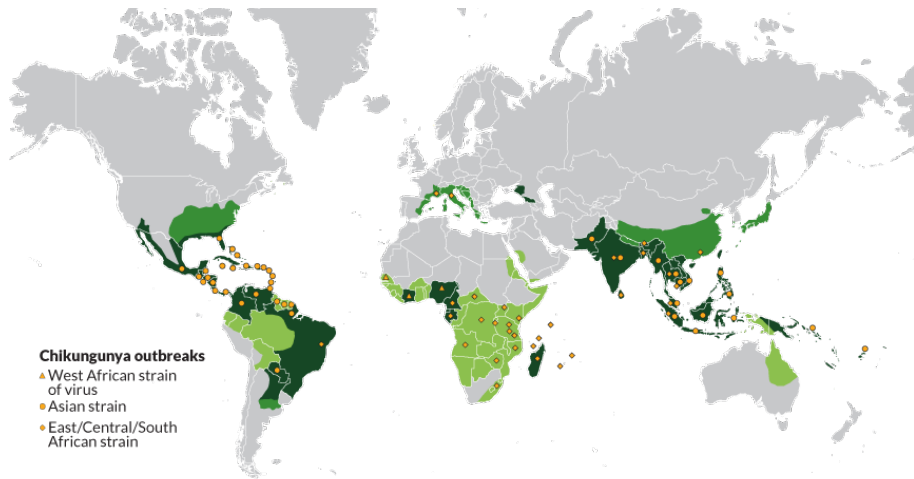 Chikungunya outbreaks
West African strain
of virus
Asian strain
East/Central/South
African strain